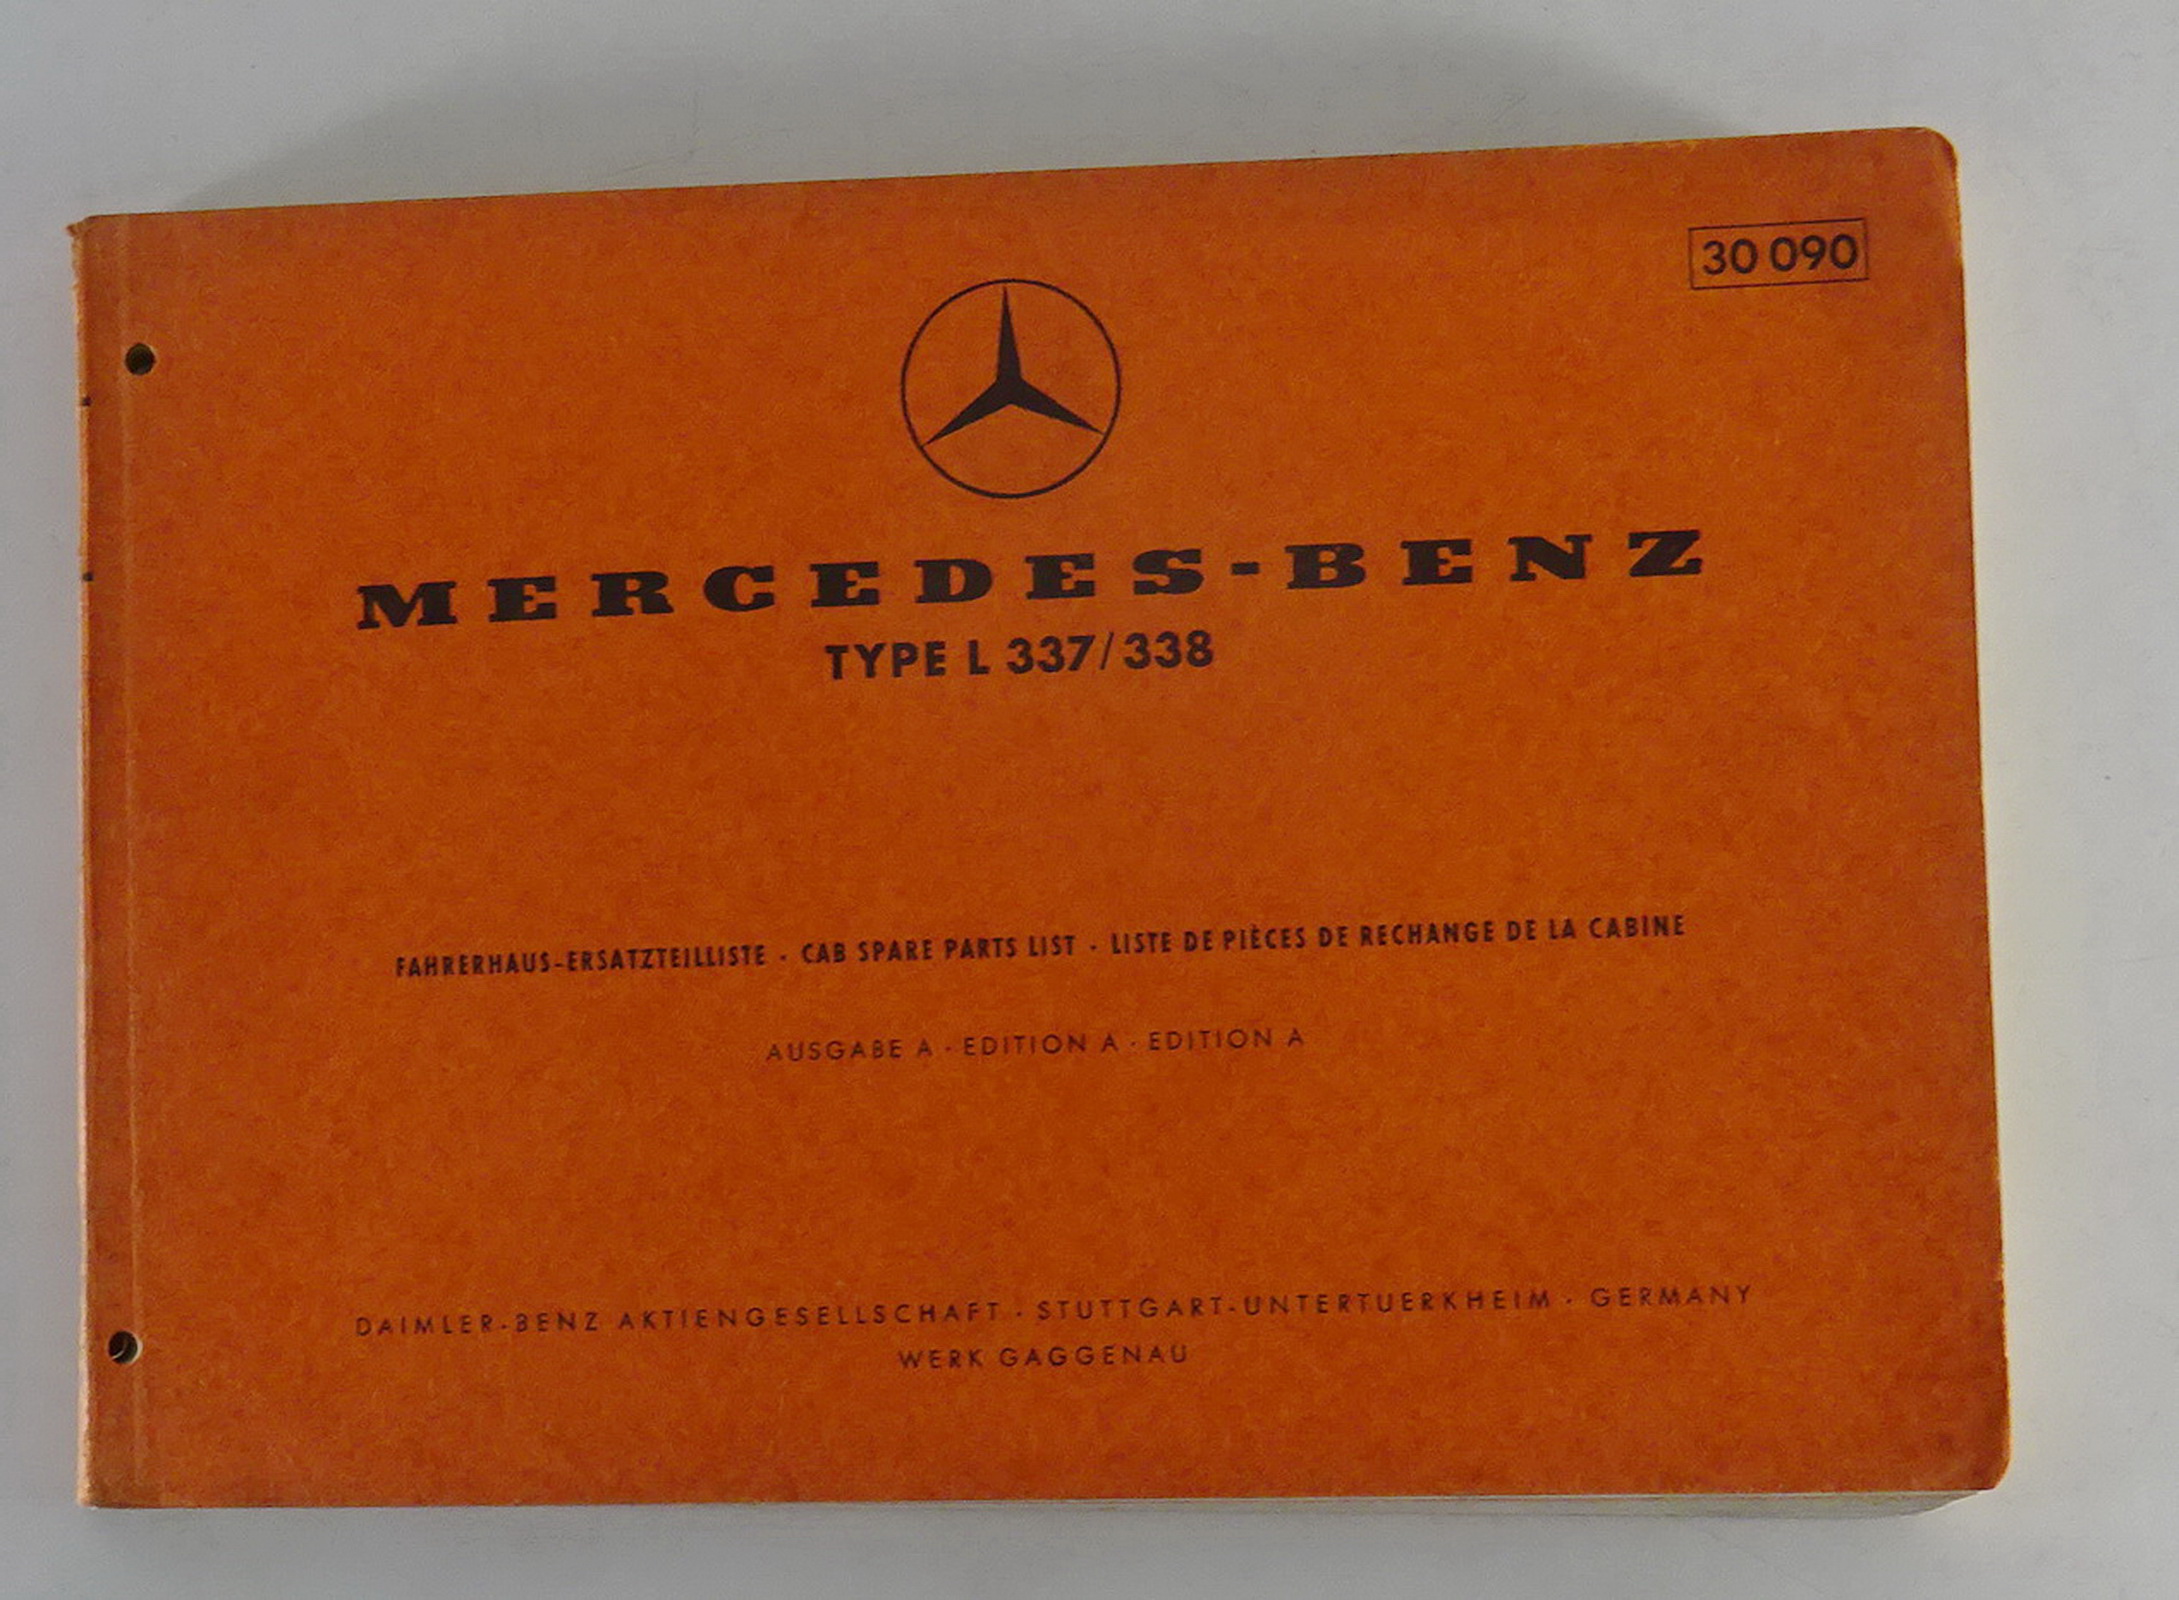 30 090
MERCEDES-BENZ
TYPE L 337/338
FAHRERHAUS-ERSATZTEILLISTE · CAB SPARE PARTS LIST · LISTE DE PIÈCES DE RECHANGE DE LA CABINE
AUSGABE A · EDITION A · EDITION A
DAIMLER-BENZ AKTIENGESELLSCHAFT · STUTTGART-UNTERTUERKHEIM · GERMANY
WERK GAGGENAU